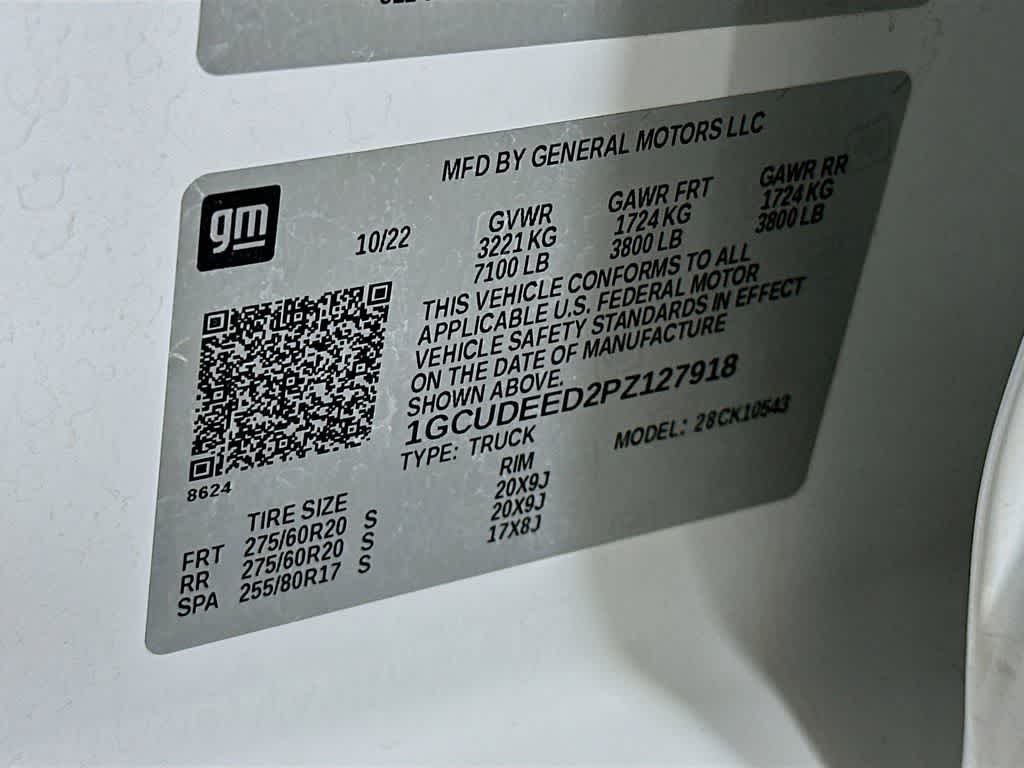 MFD BY GENERAL MOTORS LLC
gm
10/22
GVWR
3221 KG
7100 LB
GAWR FRT
1724 KG
3800 LB
GAWR RR
1724 KG
3800 LB
THIS VEHICLE CONFORMS TO ALL
APPLICABLE U.S. FEDERAL MOTOR
VEHICLE SAFETY STANDARDS IN EFFECT
ON THE DATE OF MANUFACTURE
SHOWN ABOVE.
1GCUDEED2PZ127918
TYPE: TRUCK
MODEL: 28CK10543
8624
TIRE SIZE
RIM
FRT 275/60R20 S 20X9J
RR 275/60R20 S 20X9J
SPA 255/80R17 S 17X8J